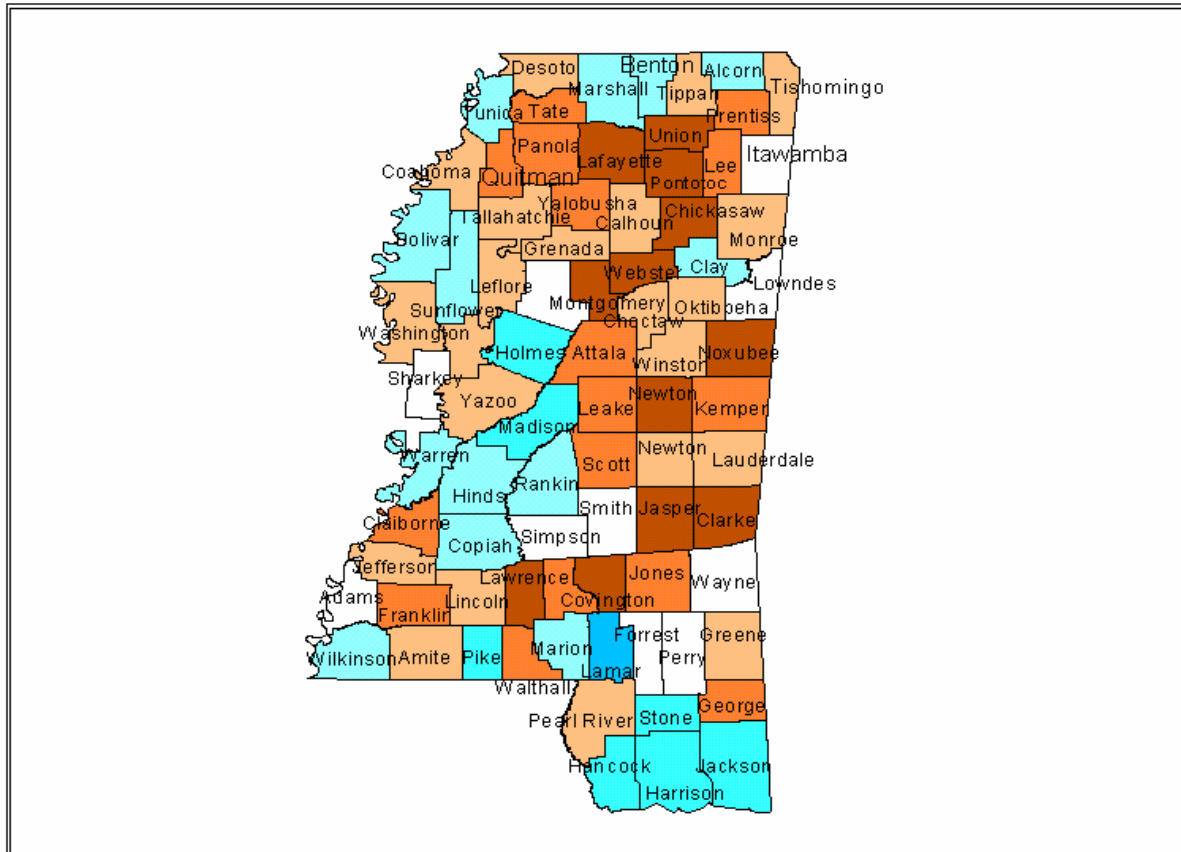 Desoto
Benton
Alcorn
Marshall
Tippah
Tishomingo
Tunica
Tate
Prentiss
Union
Panola
Lafayette
Itawamba
Lee
Coahoma
Quitman
Pontotoc
Yalobusha
Chickasaw
Tallahatchie
Calhoun
Bolivar
Monroe
Grenada
Clay
Webster
Leflore
Lowndes
Montgomery
Sunflower
Oktibbeha
Choctaw
Washington
Holmes
Attala
Noxubee
Winston
Sharkey
Newton
Yazoo
Leake
Kemper
Madison
Newton
Warren
Lauderdale
Scott
Rankin
Hinds
Smith
Jasper
Clarke
Claiborne
Simpson
Copiah
Jefferson
Lawrence
Jones
Wayne
Adams
Lincoln
Covington
Franklin
Forrest
Greene
Marion
Wilkinson
Amite
Pike
Perry
Lamar
Walthall
George
Pearl River
Stone
Hancock
Jackson
Harrison